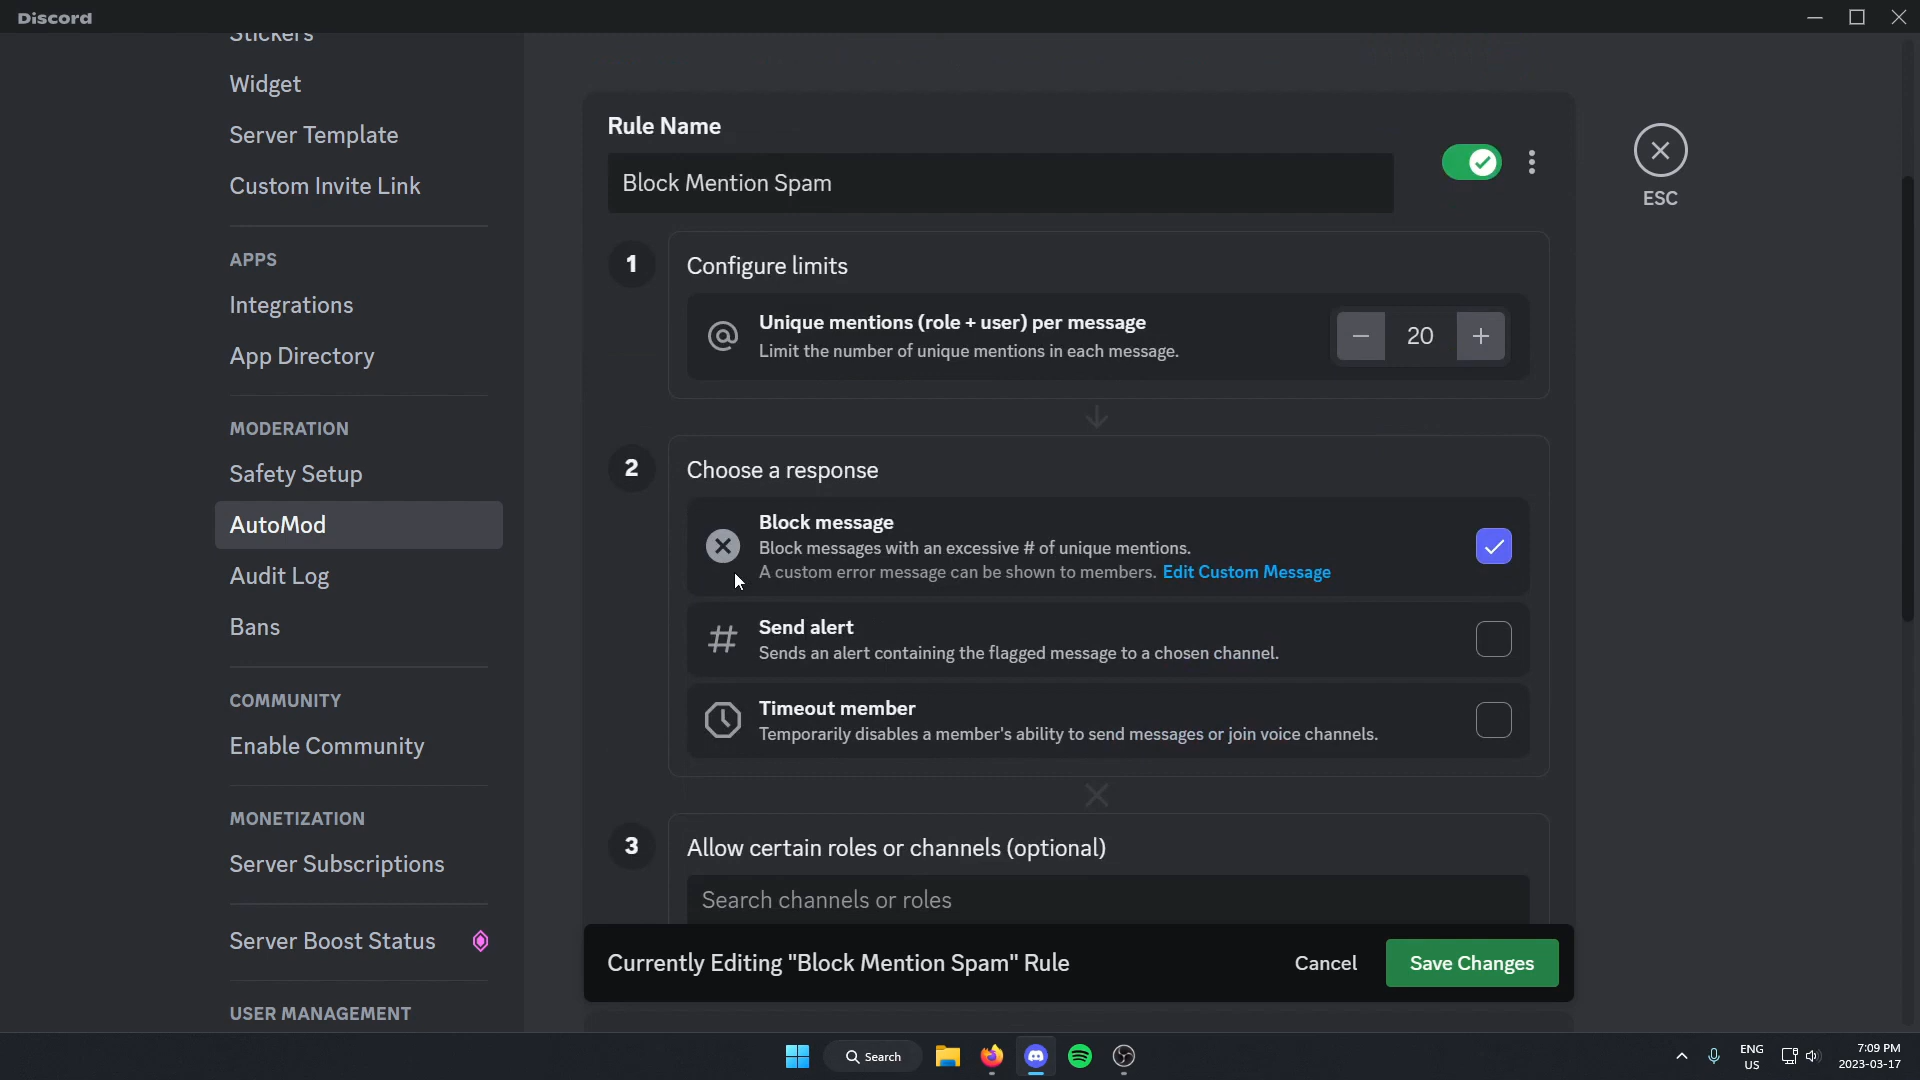 Discord
Stickers
Widget
Server Template
Custom Invite Link
APPS
Integrations
App Directory
MODERATION
Safety Setup
AutoMod
Audit Log
Bans
COMMUNITY
Enable Community
MONETIZATION
Server Subscriptions
Server Boost Status
USER MANAGEMENT
Rule Name
Block Mention Spam
ESC
1
Configure limits
Unique mentions (role + user) per message
Limit the number of unique mentions in each message.
20
2
Choose a response
Block message
Block messages with an excessive # of unique mentions.
A custom error message can be shown to members. Edit Custom Message
Send alert
Sends an alert containing the flagged message to a chosen channel.
Timeout member
Temporarily disables a member's ability to send messages or join voice channels.
3
Allow certain roles or channels (optional)
Search channels or roles
Currently Editing "Block Mention Spam" Rule
Cancel
Save Changes
Search
ENG
US
7:09 PM
2023-03-17